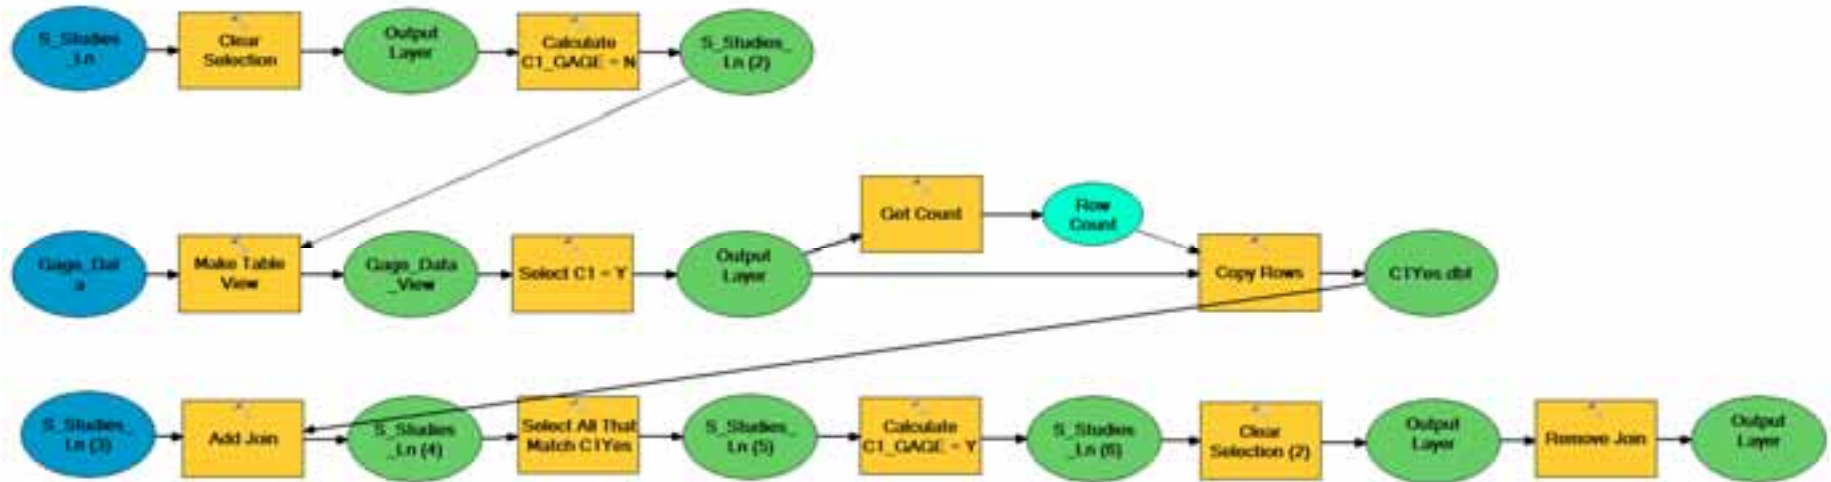 S_Studies
_Ln
Clear
Selection
Output
Layer
Calculate
C1_GAGE = N
S_Studies_
Ln (2)
Get Count
Row
Count
Gage_Dat
a
Make Table
View
Gage_Data
_View
Select C1 = Y
Output
Layer
Copy Rows
C1Yes.dbf
S_Studies_
Ln (3)
Add Join
S_Studies
_Ln (4)
Select All That
Match C1Yes
S_Studies_
Ln (5)
Calculate
C1_GAGE = Y
S_Studies
_Ln (6)
Clear
Selection (2)
Output
Layer
Remove Join
Output
Layer